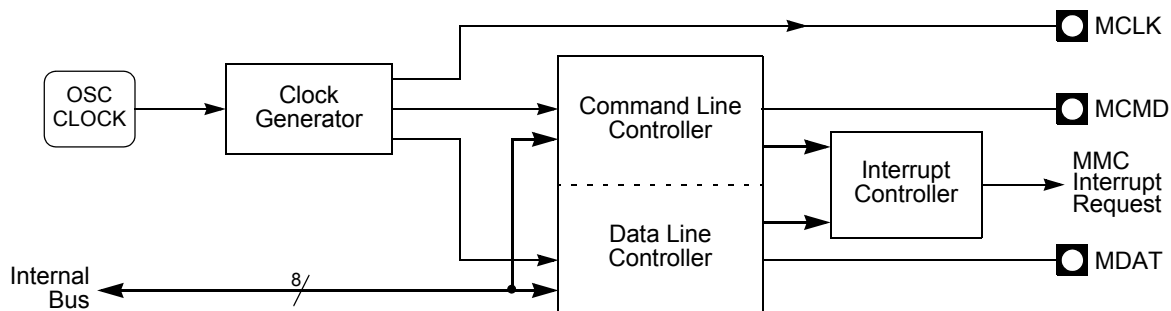 MCLK
OSC
CLOCK
Clock
Generator
Command Line
Controller
MCMD
Interrupt
Controller
MMC
Interrupt
Request
Data Line
Controller
MDAT
Internal
Bus
8